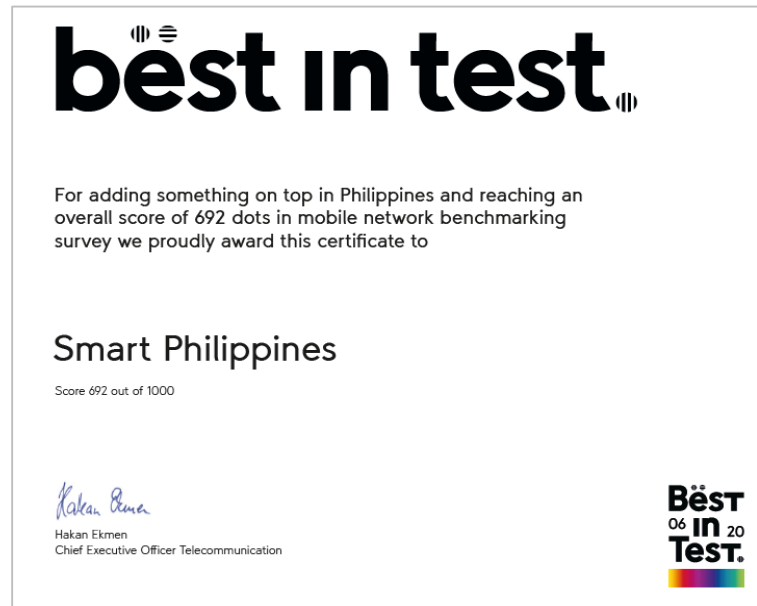 bëst in test.
For adding something on top in Philippines and reaching an
overall score of 692 dots in mobile network benchmarking
survey we proudly award this certificate to
Smart Philippines
Score 692 out of 1000
Hakan Ekmen
Hakan Ekmen
Chief Executive Officer Telecommunication
BëST
06 in 20
TEST.